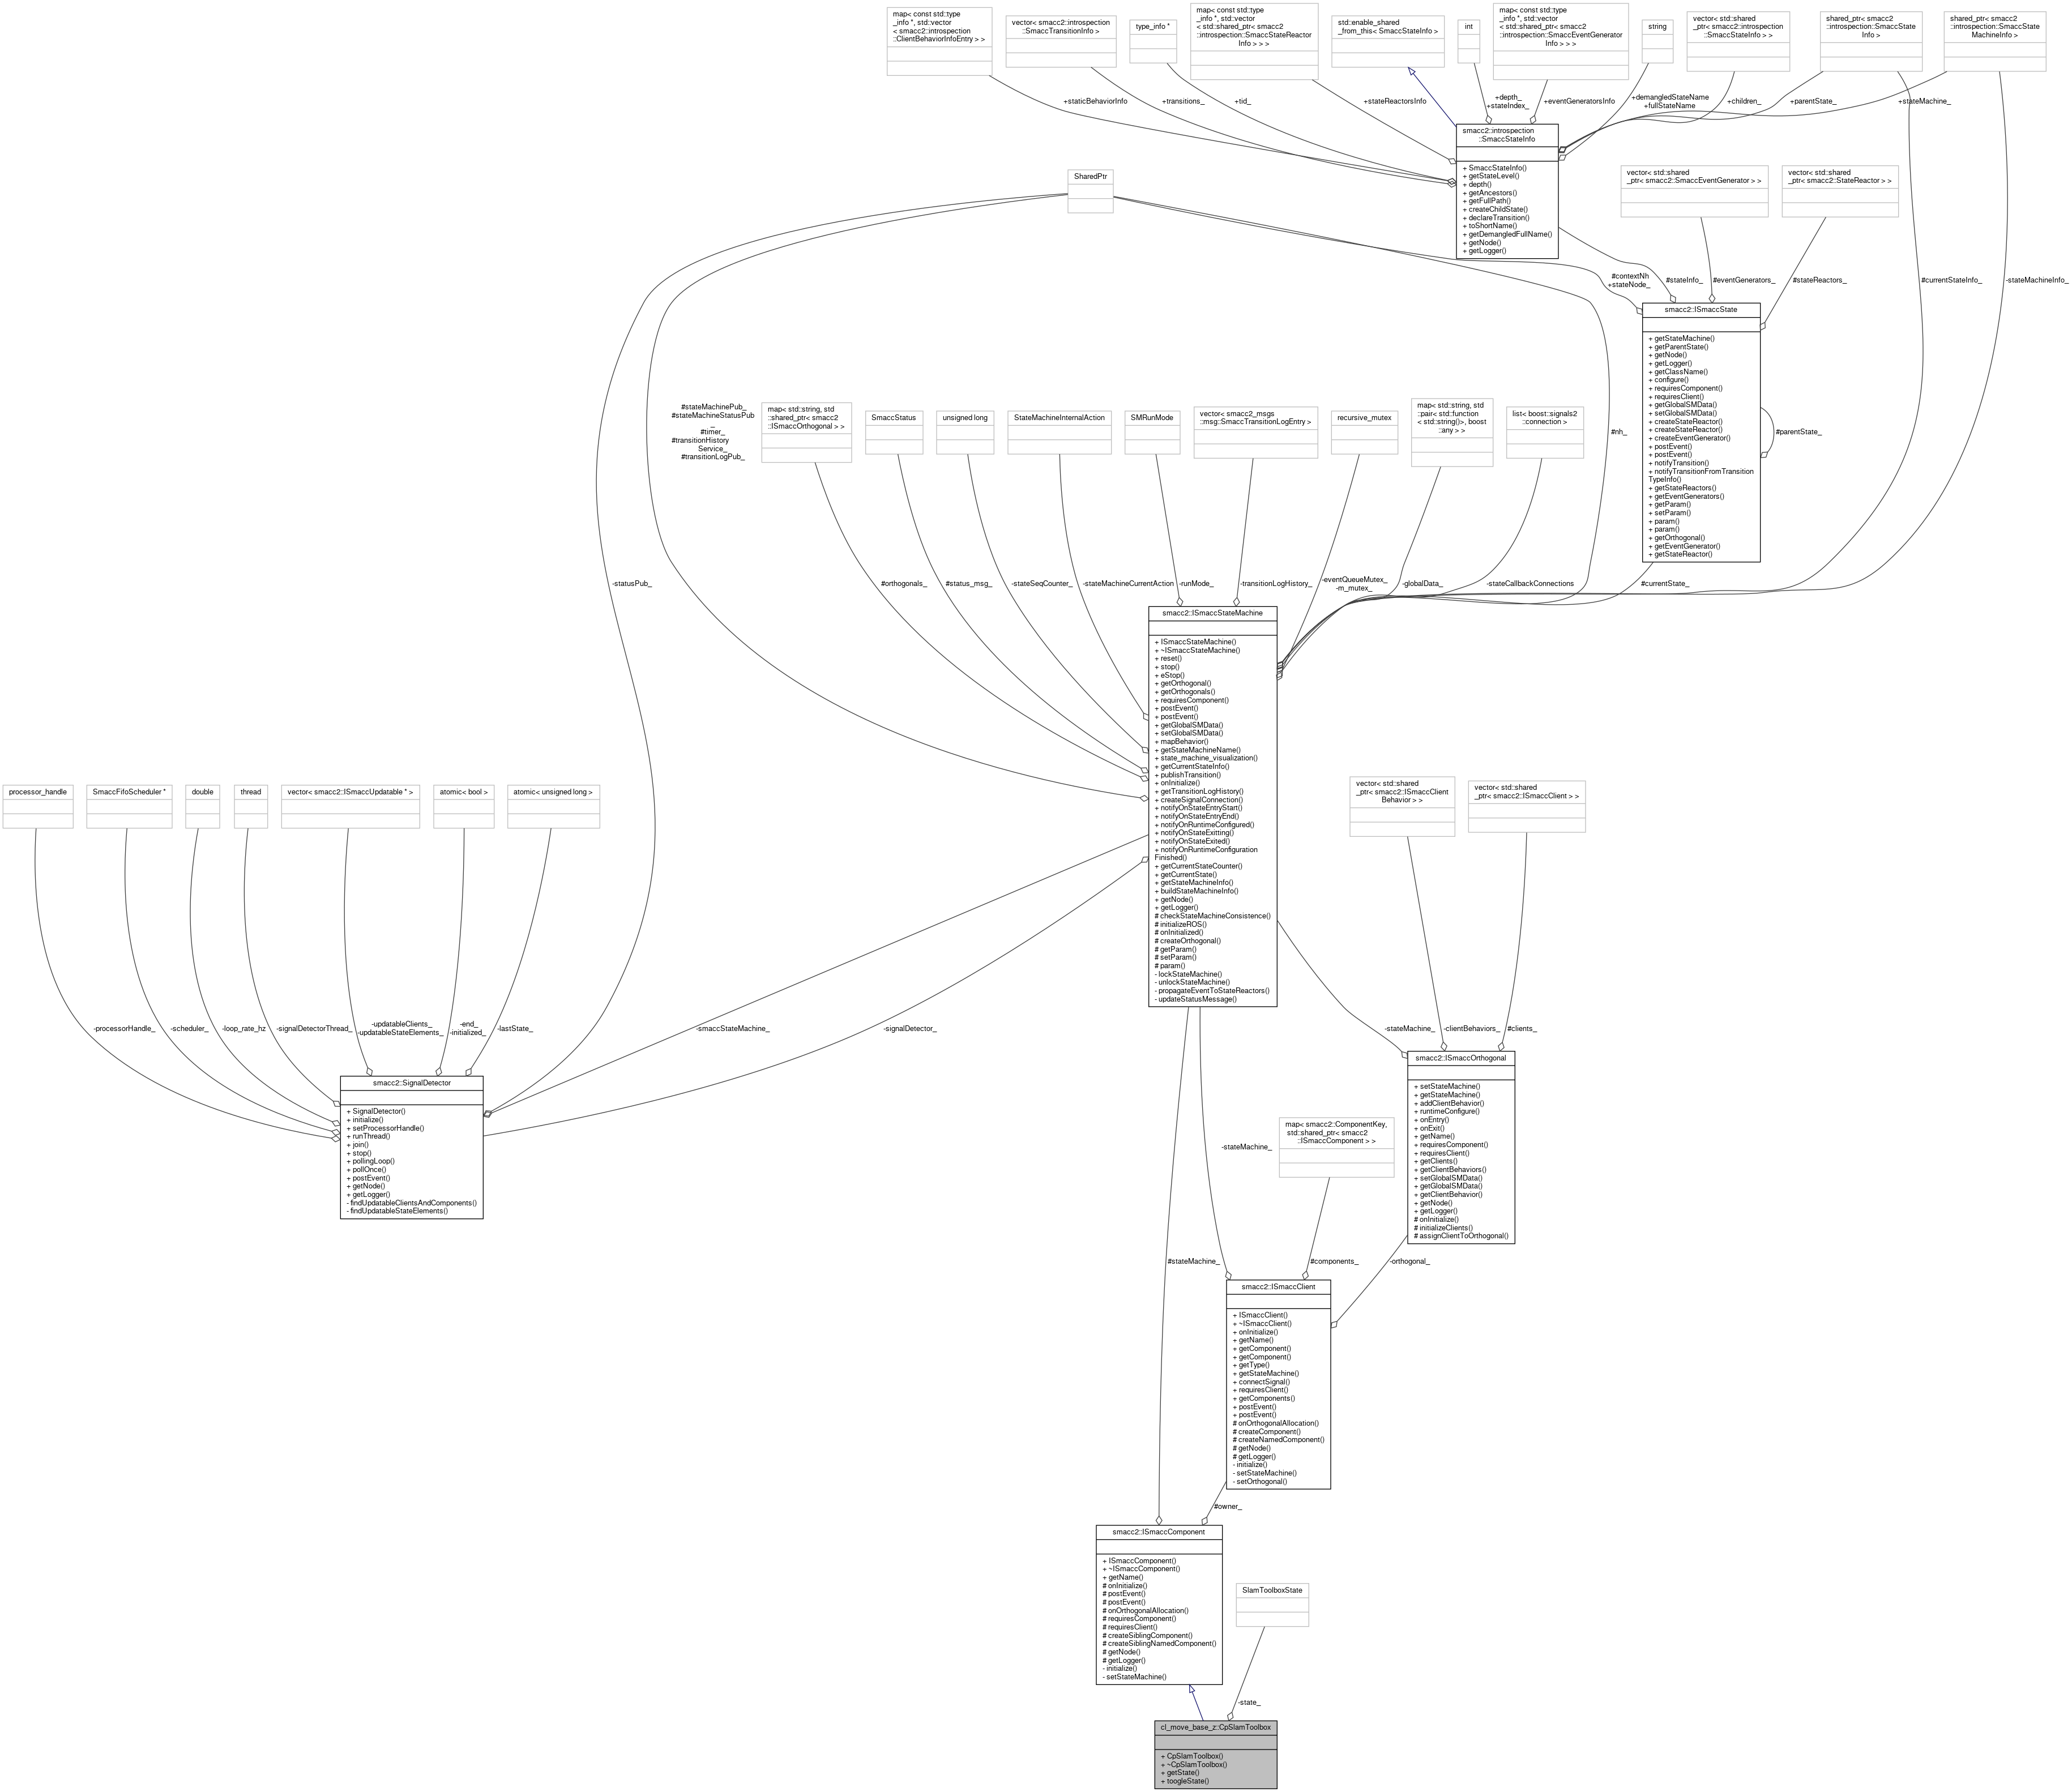 map< const std::type
_info *, std::vector
< smacc2::introspection
::ClientBehaviorInfoEntry > >
vector< smacc2::introspection
::SmaccTransitionInfo >
type_info *
map< const std::type
_info *, std::vector
< std::shared_ptr< smacc2
::introspection::SmaccStateReactor
Info > > >
std::enable_shared
_from_this< SmaccStateInfo >
int
map< const std::type
_info *, std::vector
< std::shared_ptr< smacc2
::introspection::SmaccEventGenerator
Info > > >
string
vector< std::shared
_ptr< smacc2::introspection
::SmaccStateInfo > >
shared_ptr< smacc2
::introspection::SmaccState
Info >
shared_ptr< smacc2
::introspection::SmaccState
MachineInfo >
+staticBehaviorInfo
+transitions_
+tid_
+stateReactorsInfo
+depth_
+stateIndex_
+eventGeneratorsInfo
+demangledStateName
+fullStateName
+children_
+parentState_
+stateMachine_
smacc2::introspection
::SmaccStateInfo
+ SmaccStateInfo()
+ getStateLevel()
+ depth()
+ getAncestors()
+ getFullPath()
+ createChildState()
+ declareTransition()
+ toShortName()
+ getDemangledFullName()
+ getNode()
+ getLogger()
SharedPtr
vector< std::shared
_ptr< smacc2::SmaccEventGenerator > >
vector< std::shared
_ptr< smacc2::StateReactor > >
#contextNh
+stateNode_
#stateInfo_
#eventGenerators_
#stateReactors_
#currentStateInfo_
-stateMachineInfo_
smacc2::ISmaccState
+ getStateMachine()
+ getParentState()
+ getNode()
+ getLogger()
+ getClassName()
+ configure()
+ requiresComponent()
+ requiresClient()
+ getGlobalSMData()
+ setGlobalSMData()
+ createStateReactor()
+ createStateReactor()
+ createEventGenerator()
+ postEvent()
+ postEvent()
+ notifyTransition()
+ notifyTransitionFromTransition
TypeInfo()
+ getStateReactors()
+ getEventGenerators()
+ getParam()
+ setParam()
+ param()
+ param()
+ getOrthogonal()
+ getEventGenerator()
+ getStateReactor()
#parentState_
#stateMachinePub_
#stateMachineStatusPub
_
#timer_
#transitionHistory
Service_
#transitionLogPub_
map< std::string, std
::shared_ptr< smacc2
::ISmaccOrthogonal > >
SmaccStatus
unsigned long
StateMachineInternalAction
SMRunMode
vector< smacc2_msgs
::msg::SmaccTransitionLogEntry >
recursive_mutex
map< std::string, std
::pair< std::function
< std::string()>, boost
::any > >
list< boost::signals2
::connection >
#nh_
-statusPub_
#orthogonals_
#status_msg_
-stateSeqCounter_
-stateMachineCurrentAction
-runMode_
-transitionLogHistory_
-eventQueueMutex_
-m_mutex_
-globalData_
-stateCallbackConnections
#currentState_
smacc2::ISmaccStateMachine
+ ISmaccStateMachine()
+ ~ISmaccStateMachine()
+ reset()
+ stop()
+ eStop()
+ getOrthogonal()
+ getOrthogonals()
+ requiresComponent()
+ postEvent()
+ postEvent()
+ getGlobalSMData()
+ setGlobalSMData()
+ mapBehavior()
+ getStateMachineName()
+ state_machine_visualization()
+ getCurrentStateInfo()
+ publishTransition()
+ onInitialize()
+ getTransitionLogHistory()
+ createSignalConnection()
+ notifyOnStateEntryStart()
+ notifyOnStateEntryEnd()
+ notifyOnRuntimeConfigured()
+ notifyOnStateExitting()
+ notifyOnStateExited()
+ notifyOnRuntimeConfiguration
Finished()
+ getCurrentStateCounter()
+ getCurrentState()
+ getStateMachineInfo()
+ buildStateMachineInfo()
+ getNode()
+ getLogger()
# checkStateMachineConsistence()
# initializeROS()
# onInitialized()
# createOrthogonal()
# getParam()
# setParam()
# param()
- lockStateMachine()
- unlockStateMachine()
- propagateEventToStateReactors()
- updateStatusMessage()
processor_handle
SmaccFifoScheduler *
double
thread
vector< smacc2::ISmaccUpdatable * >
atomic< bool >
atomic< unsigned long >
vector< std::shared
_ptr< smacc2::ISmaccClient
Behavior > >
vector< std::shared
_ptr< smacc2::ISmaccClient > >
-processorHandle_
-scheduler_
-loop_rate_hz
-signalDetectorThread_
-updatableClients_
-updatableStateElements_
-end_
-initialized_
-lastState_
-smaccStateMachine_
-signalDetector_
-stateMachine_
-clientBehaviors_
#clients_
smacc2::SignalDetector
+ SignalDetector()
+ initialize()
+ setProcessorHandle()
+ runThread()
+ join()
+ stop()
+ pollingLoop()
+ pollOnce()
+ postEvent()
+ getNode()
+ getLogger()
- findUpdatableClientsAndComponents()
- findUpdatableStateElements()
smacc2::ISmaccOrthogonal
+ setStateMachine()
+ getStateMachine()
+ addClientBehavior()
+ runtimeConfigure()
+ onEntry()
+ onExit()
+ getName()
+ requiresComponent()
+ requiresClient()
+ getClients()
+ getClientBehaviors()
+ setGlobalSMData()
+ getGlobalSMData()
+ getClientBehavior()
+ getNode()
+ getLogger()
# onInitialize()
# initializeClients()
# assignClientToOrthogonal()
map< smacc2::ComponentKey,
std::shared_ptr< smacc2
::ISmaccComponent > >
-stateMachine_
#stateMachine_
#components_
-orthogonal_
smacc2::ISmaccClient
+ ISmaccClient()
+ ~ISmaccClient()
+ onInitialize()
+ getName()
+ getComponent()
+ getComponent()
+ getType()
+ getStateMachine()
+ connectSignal()
+ requiresClient()
+ getComponents()
+ postEvent()
+ postEvent()
# onOrthogonalAllocation()
# createComponent()
# createNamedComponent()
# getNode()
# getLogger()
- initialize()
- setStateMachine()
- setOrthogonal()
#owner_
smacc2::ISmaccComponent
+ ISmaccComponent()
+ ~ISmaccComponent()
+ getName()
# onInitialize()
# postEvent()
# postEvent()
# onOrthogonalAllocation()
# requiresComponent()
# requiresClient()
# createSiblingComponent()
# createSiblingNamedComponent()
# getNode()
# getLogger()
- initialize()
- setStateMachine()
SlamToolboxState
-state_
cl_move_base_z::CpSlamToolbox
+ CpSlamToolbox()
+ ~CpSlamToolbox()
+ getState()
+ toogleState()